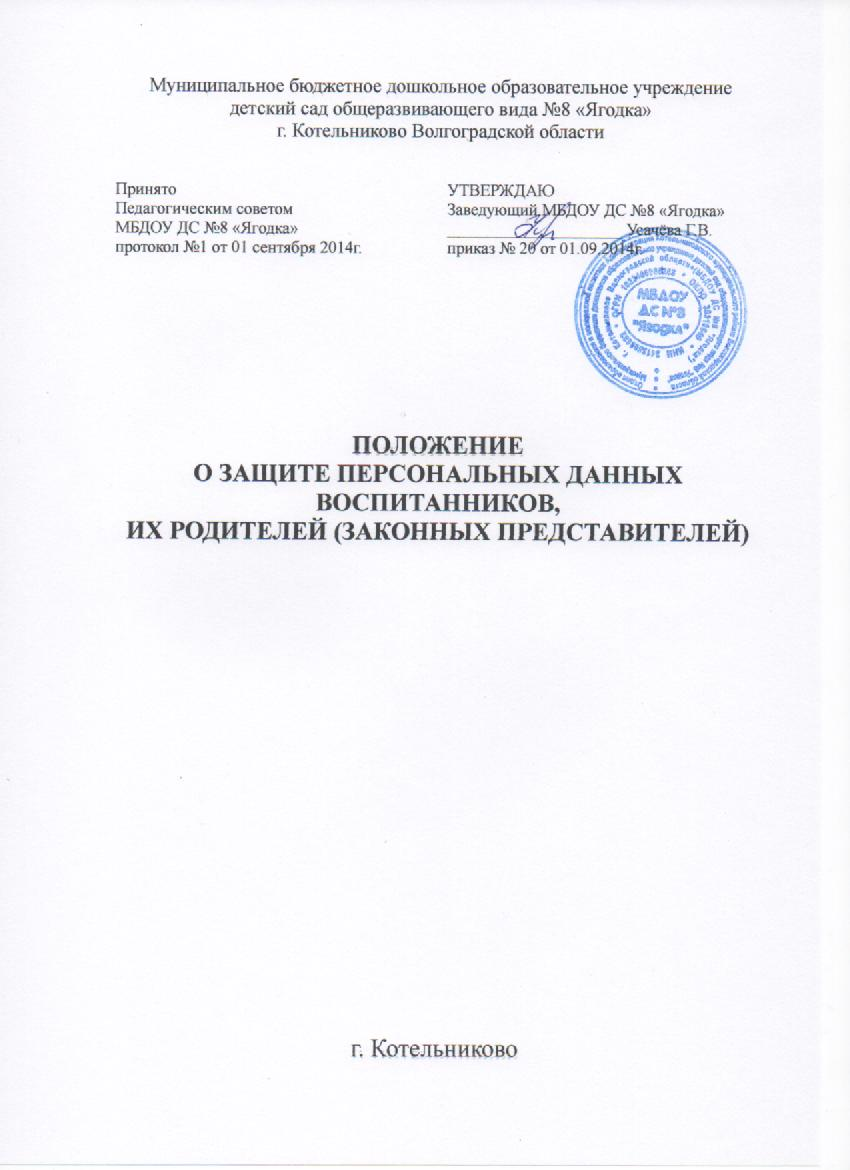 Муниципальное бюджетное дошкольное образовательное учреждение
детский сад общеразвивающего вида №8 «Ягодка»
г. Котельниково Волгоградской области
Принято
Педагогическим советом
МБДОУ ДС №8 «Ягодка»
протокол №1 от 01 сентября 2014г.
УТВЕРЖДАЮ
Заведующий МБДОУ ДС №8 «Ягодка»
Усачёва Г.В.
приказ № 20 от 01.09.2014г.
МБДОУ
ДС №8
"Ягодка"
ПОЛОЖЕНИЕ
О ЗАЩИТЕ ПЕРСОНАЛЬНЫХ ДАННЫХ
ВОСПИТАННИКОВ,
ИХ РОДИТЕЛЕЙ (ЗАКОННЫХ ПРЕДСТАВИТЕЛЕЙ)
г. Котельниково